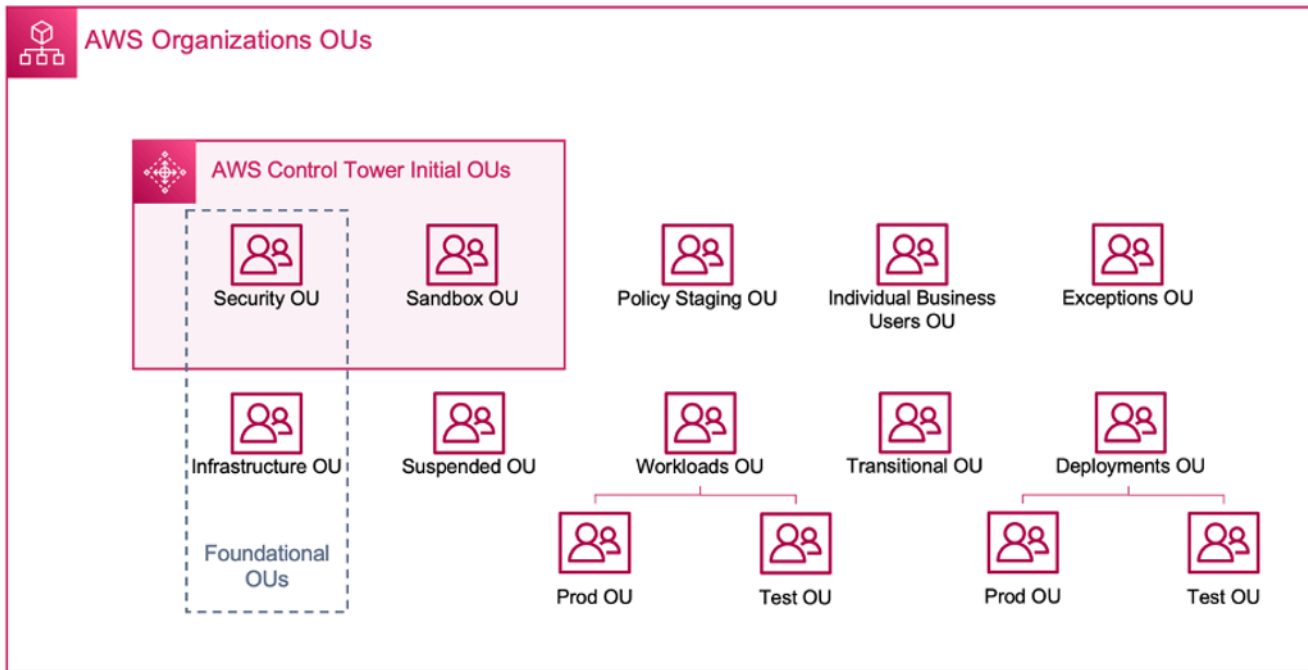 AWS Organizations OUs
AWS Control Tower Initial OUs
Security OU
Sandbox OU
Policy Staging OU
Individual Business
Users OU
Exceptions OU
Infrastructure OU
Suspended OU
Workloads OU
Transitional OU
Deployments OU
Foundational
OUs
Prod OU
Test OU
Prod OU
Test OU